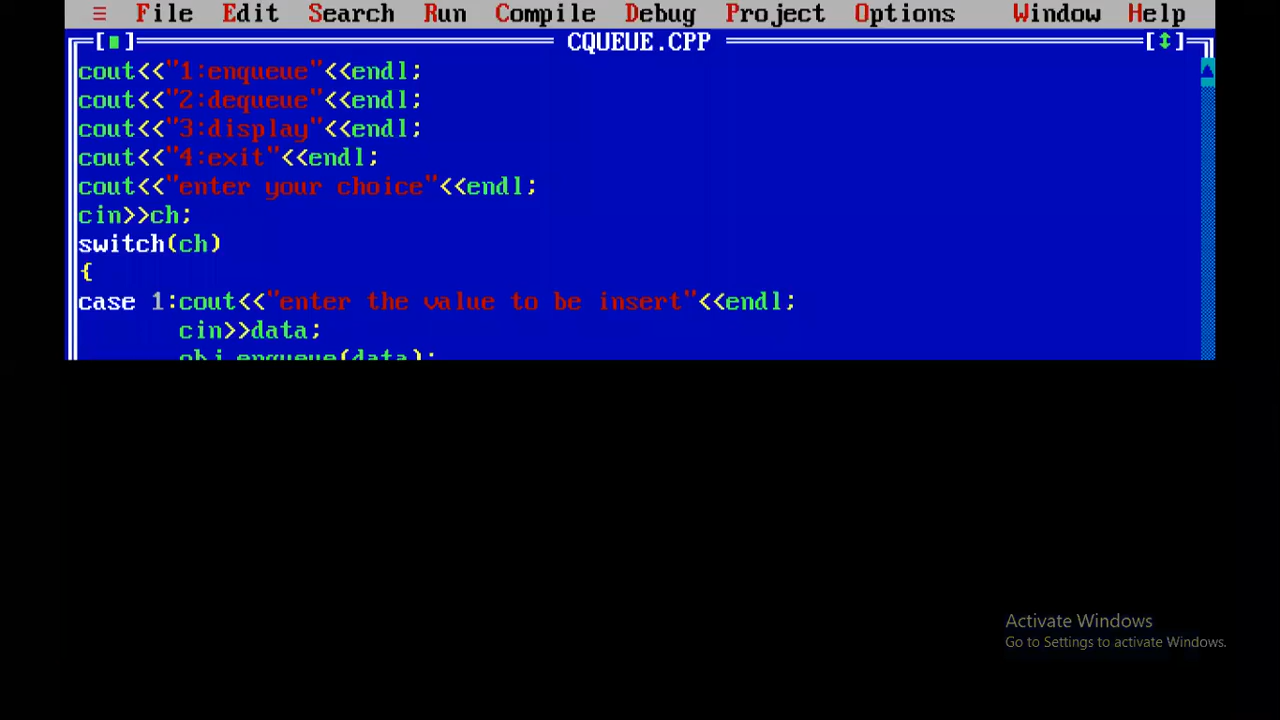 ≡ File Edit Search Run Compile Debug Project Options Window Help
[■] CQUEUE.CPP [↕]
cout<<"1:enqueue"<<endl;
cout<<"2:dequeue"<<endl;
cout<<"3:display"<<endl;
cout<<"4:exit"<<endl;
cout<<"enter your choice"<<endl;
cin>>ch;
switch(ch)
{
case 1:cout<<"enter the value to be insert"<<endl;
cin>>data;
obj.enqueue(data);
Activate Windows
Go to Settings to activate Windows.